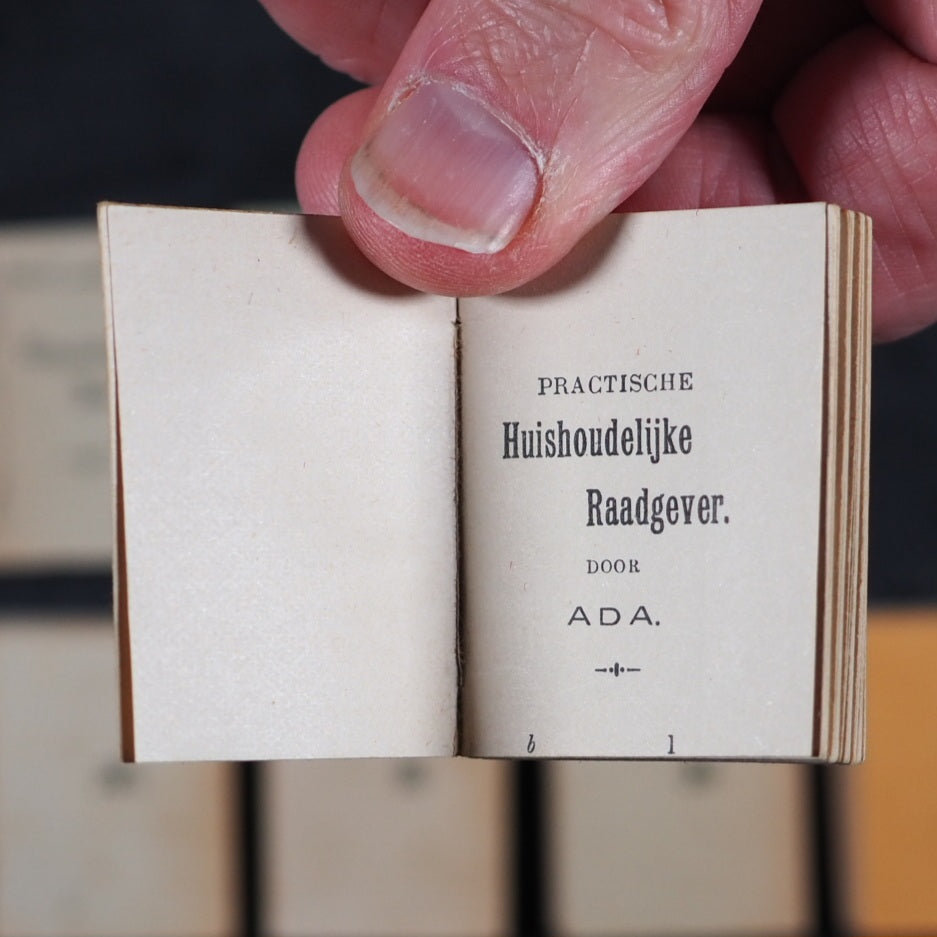 PRACTISCHE
Huishoudelijke
Raadgever.
DOOR
ADA.
b 1